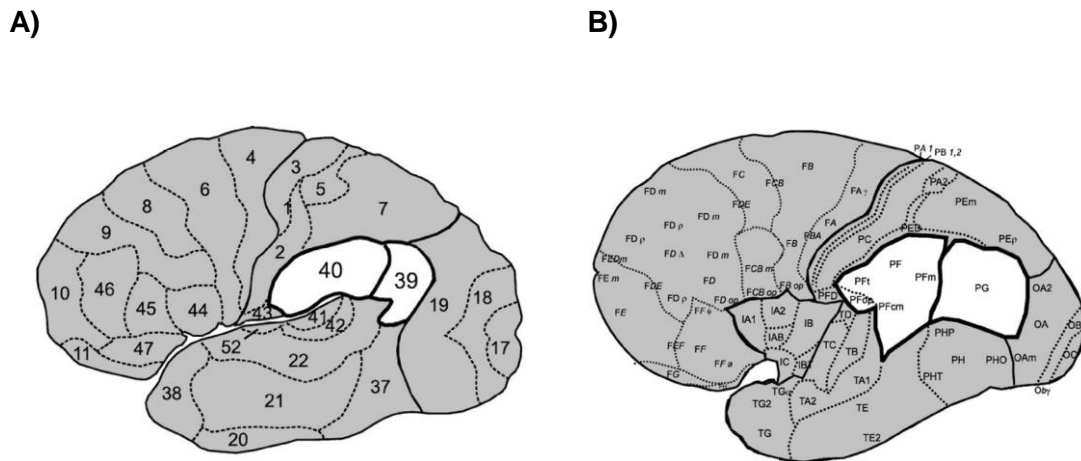 A)
B)
4
3
6
5
8
1
7
9
2
40
39
46
10
45
44
43
41
42
19
18
11
47
52
22
17
38
37
21
20
PA 1
PB 1,2
FB
FC
FCB
FD m
FA γ
PA2
PEm
FDE
FD m
FA
FD ρ
PBA
PC
PEρ
FD ρ
FB
PF
FD Δ
FD m
FCB m
PFt
PFm
PG
FE m
FD
FB op
FCB op
PFD
PFcm
OA2
FDE
FD ρ
FD op
IA1
IA2
IB
TD
OA
OB
FE
IAB
TC
TB
PHP
FEF
FF
FF a
IC
PH
PHO
OAm
FG
PHT
TA1
TG2
TA2
TE
TG
TE2